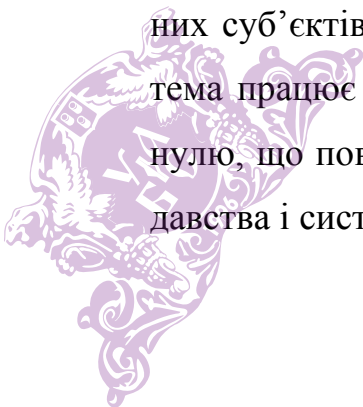 них суб’єктів
тема працює
нулю, що пов
давства і сист